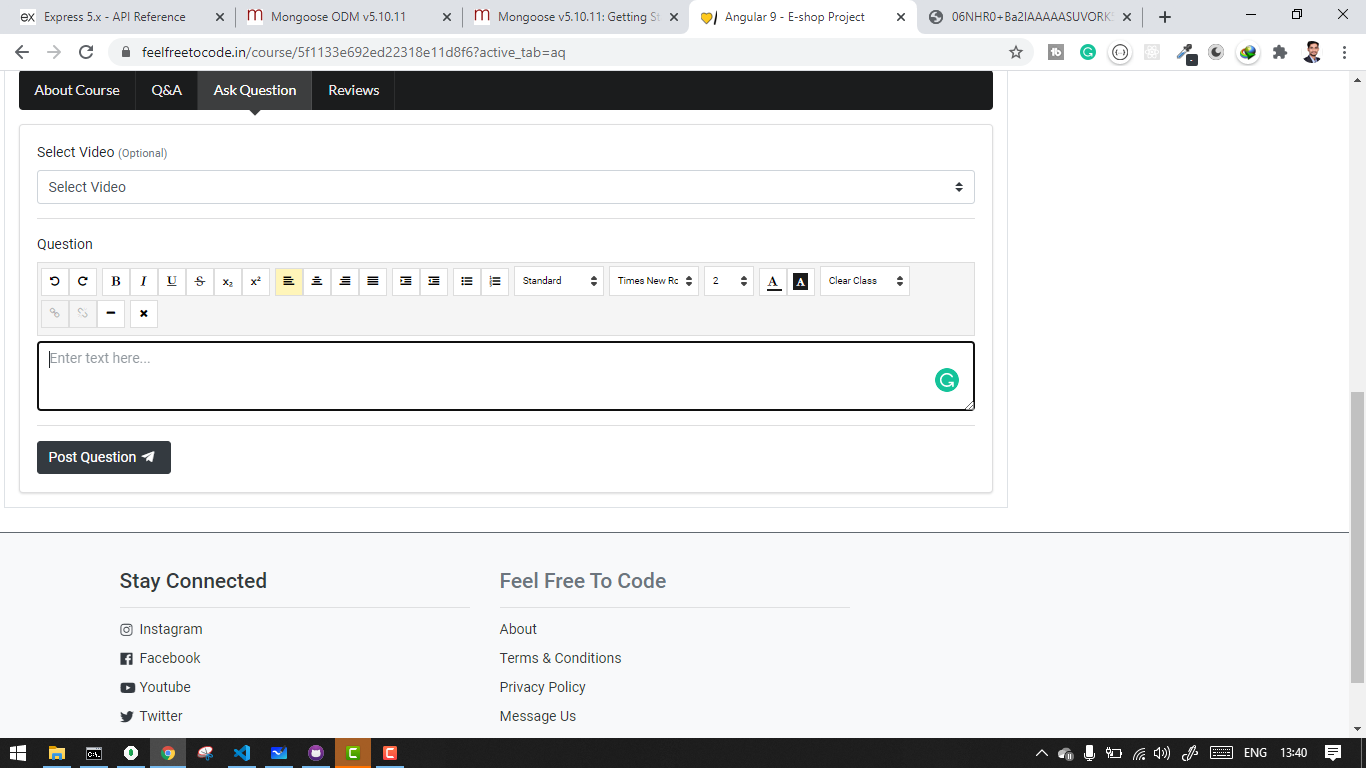 Express 5.x - API Reference
Mongoose ODM v5.10.11
Mongoose v5.10.11: Getting St
Angular 9 - E-shop Project
06NHR0+Ba2IAAAAASUVORKS
feelfreetocode.in/course/5f1133e692ed22318e11d8f6?active_tab=aq
About Course Q&A Ask Question Reviews
Select Video (Optional)
Select Video
Question
B I U S x₂ x² Standard Times New Ro 2 A A Clear Class
Enter text here...
Post Question
Stay Connected
Instagram
Facebook
Youtube
Twitter
Feel Free To Code
About
Terms & Conditions
Privacy Policy
Message Us
ENG 13:40